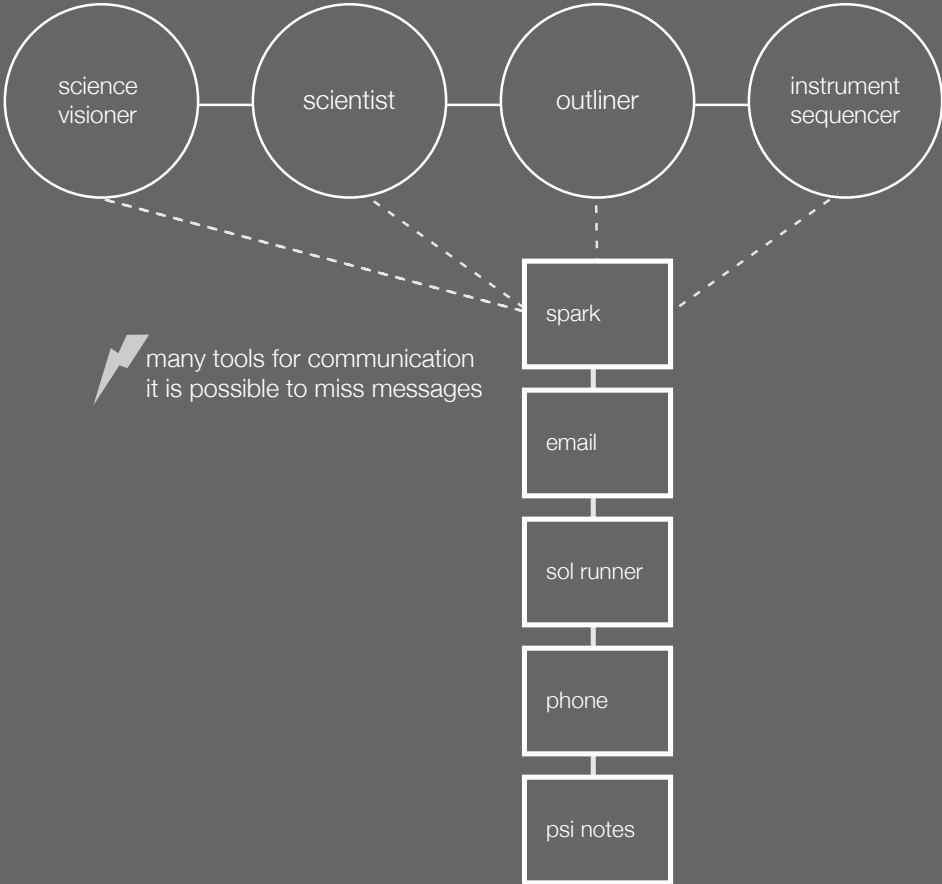 science
visioner
scientist
outliner
instrument
sequencer
spark
many tools for communication
it is possible to miss messages
email
sol runner
phone
psi notes